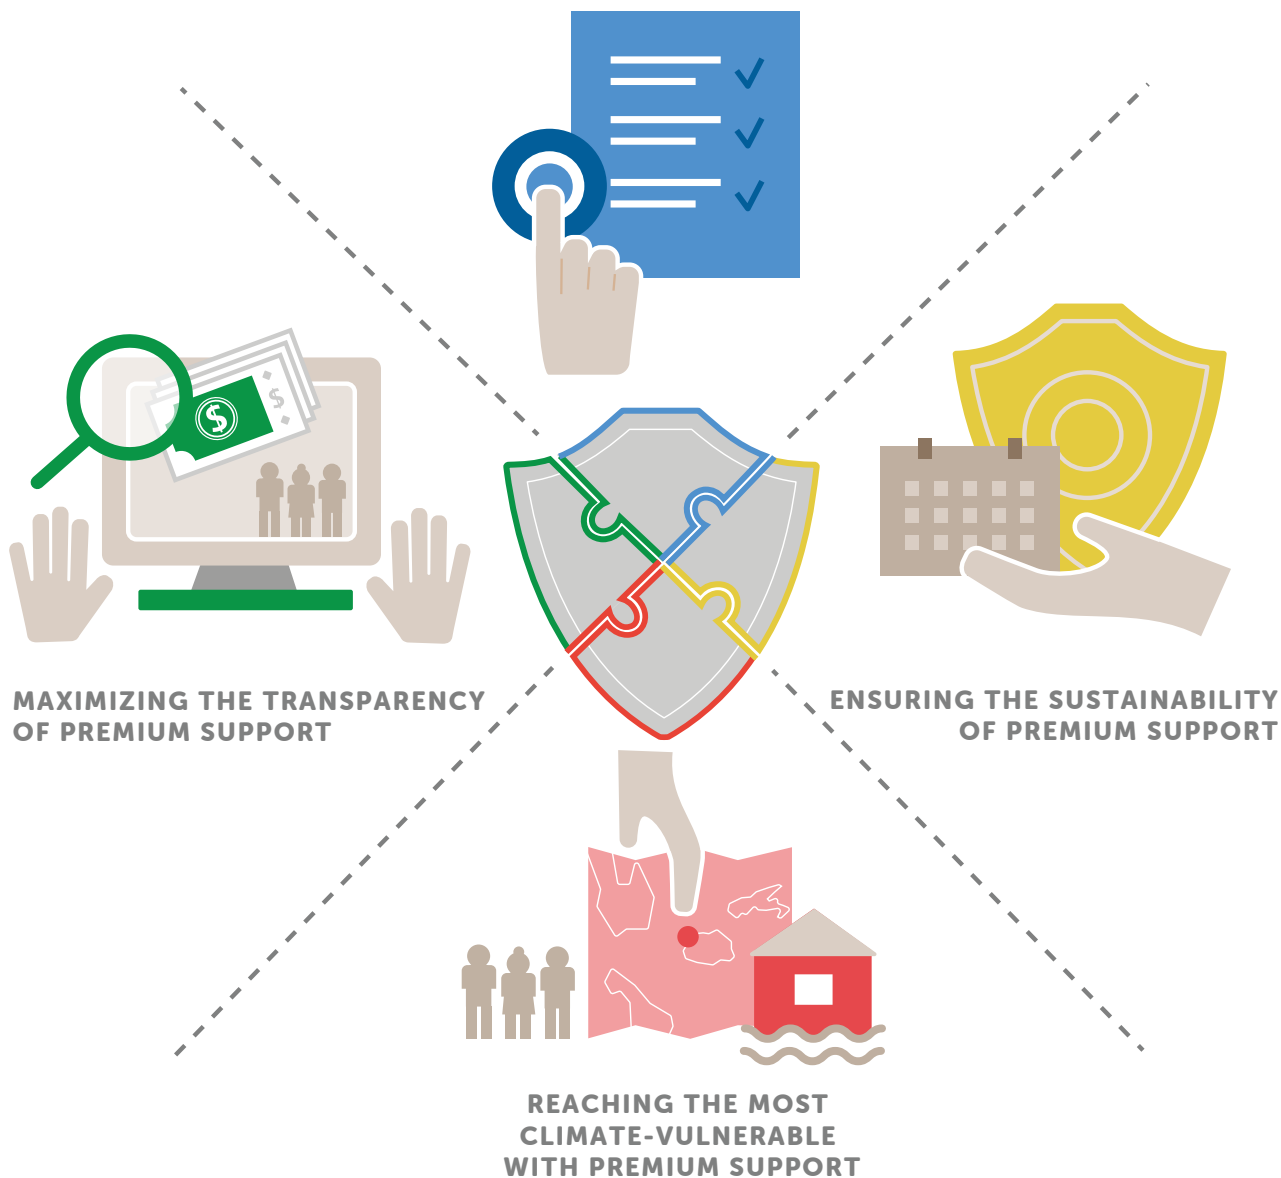 $
$
MAXIMIZING THE TRANSPARENCY
OF PREMIUM SUPPORT
ENSURING THE SUSTAINABILITY
OF PREMIUM SUPPORT
REACHING THE MOST
CLIMATE-VULNERABLE
WITH PREMIUM SUPPORT